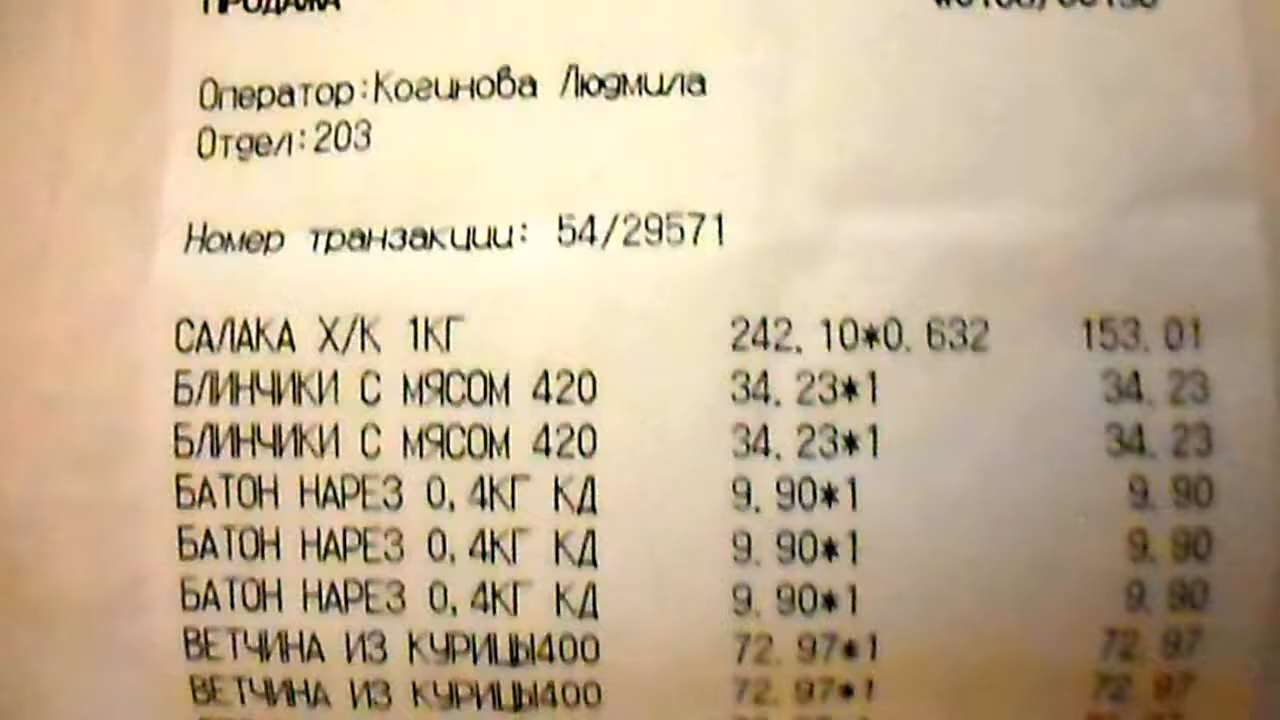 ПРОДАЖА
Оператор:Когинова Людмила
Отдел:203
Номер транзакции: 54/29571
САЛАКА Х/К 1КГ 242.10*0.632 153.01
БЛИНЧИКИ С МЯСОМ 420 34.23*1 34.23
БЛИНЧИКИ С МЯСОМ 420 34.23*1 34.23
БАТОН НАРЕЗ 0,4КГ КД 9.90*1 9.90
БАТОН НАРЕЗ 0,4КГ КД 9.90*1 9.90
БАТОН НАРЕЗ 0,4КГ КД 9.90*1 9.90
ВЕТЧИНА ИЗ КУРИЦЫ400 72.97*1 72.97
ВЕТЧИНА ИЗ КУРИЦЫ400 72.97*1 72.97